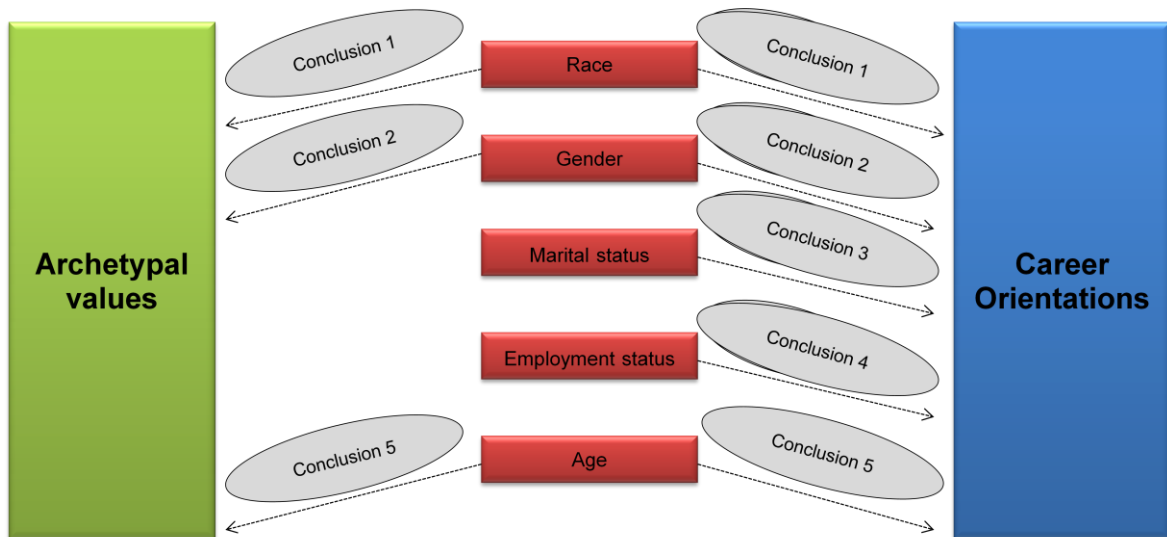 Conclusion 1
Race
Conclusion 1
Conclusion 2
Gender
Conclusion 2
Marital status
Conclusion 3
Archetypal
values
Career
Orientations
Employment status
Conclusion 4
Conclusion 5
Age
Conclusion 5